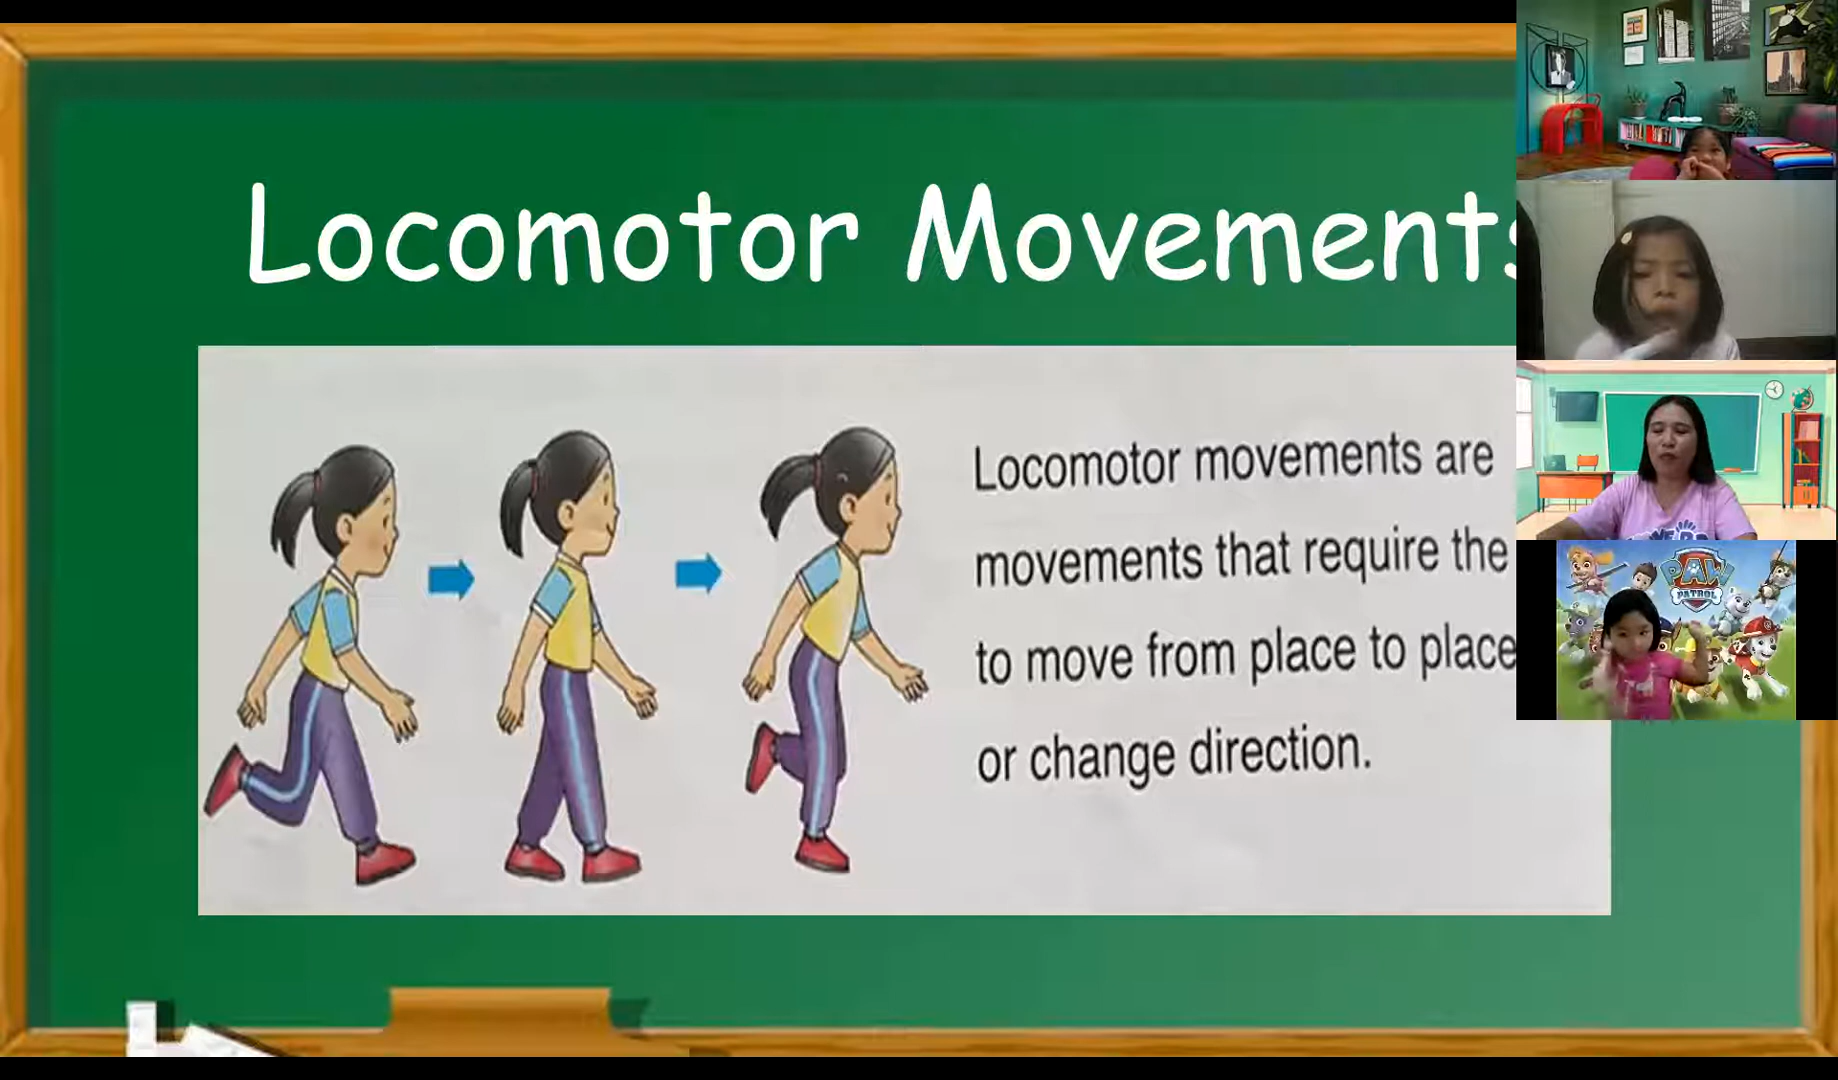 Locomotor Movements
Locomotor movements are
movements that require the
to move from place to place
or change direction.
PAW
PATROL